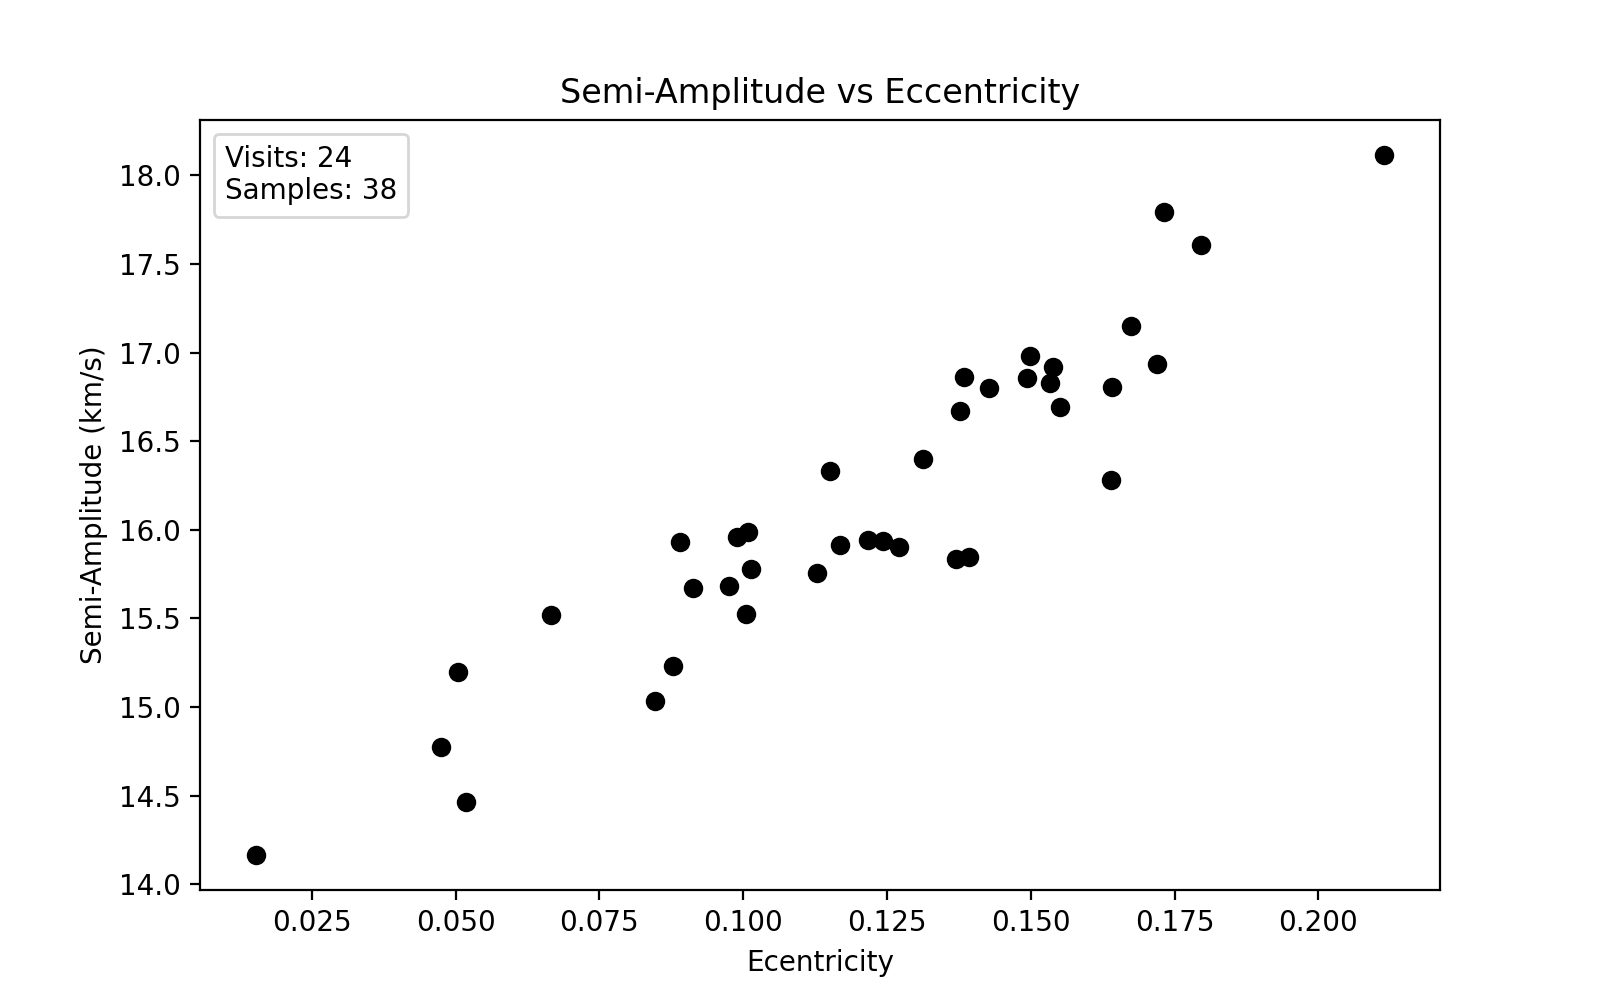 Semi-Amplitude vs Eccentricity
Visits: 24
Samples: 38
18.0
17.5
17.0
16.5
16.0
15.5
15.0
14.5
14.0
Semi-Amplitude (km/s)
0.025 0.050 0.075 0.100 0.125 0.150 0.175 0.200
Ecentricity